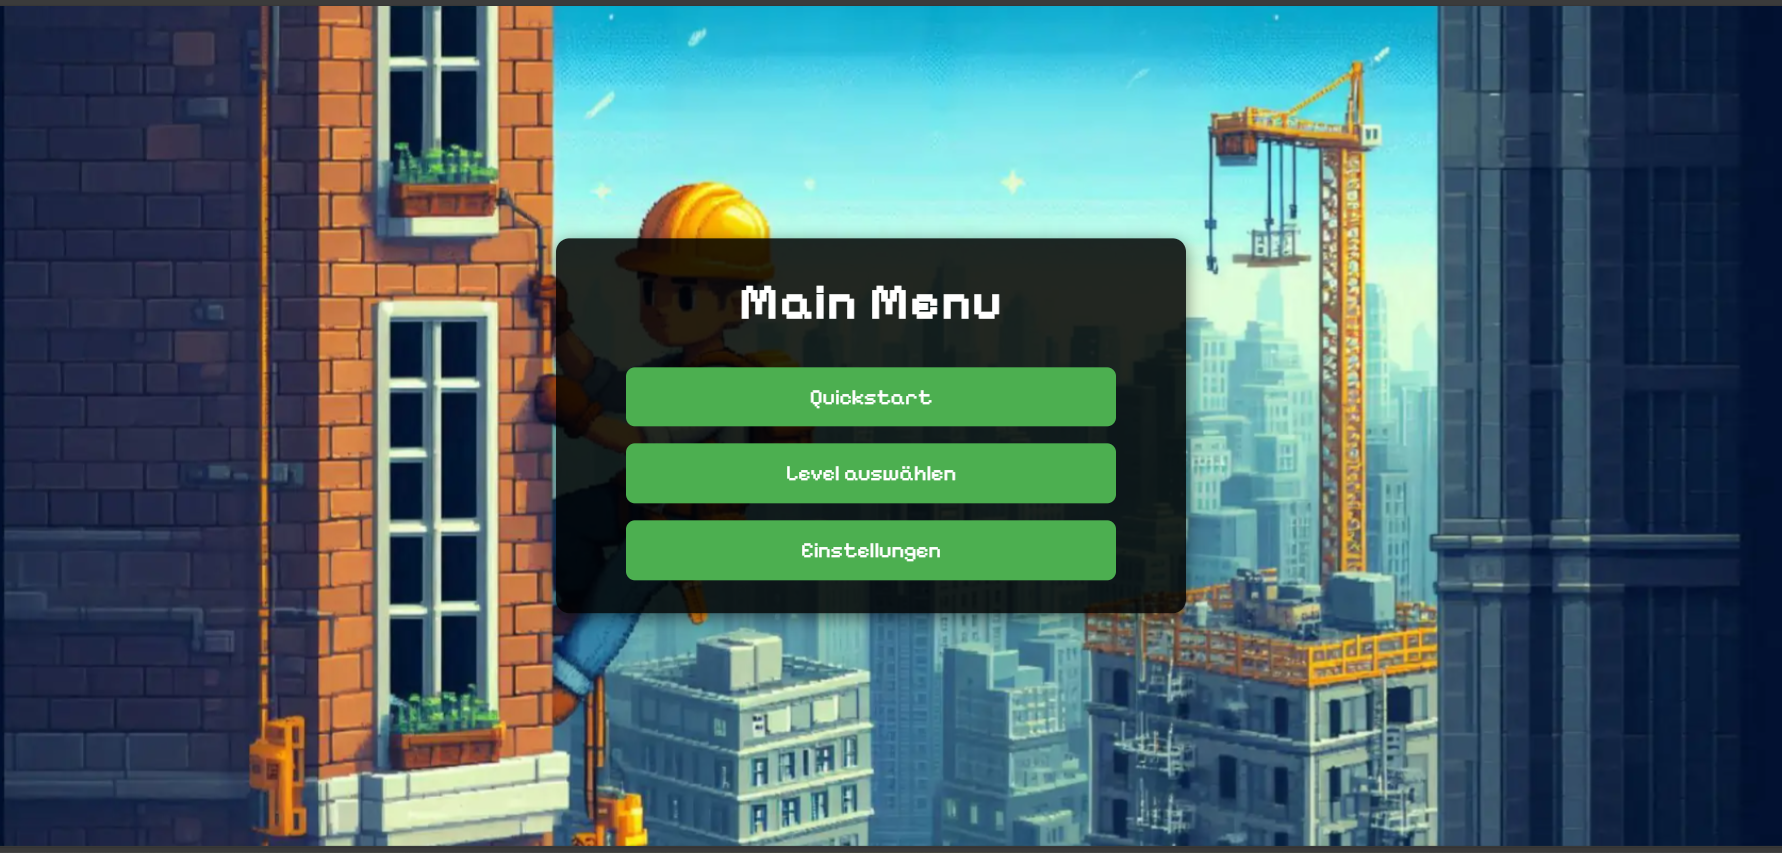 Main Menu
Quickstart
Level auswählen
Einstellungen